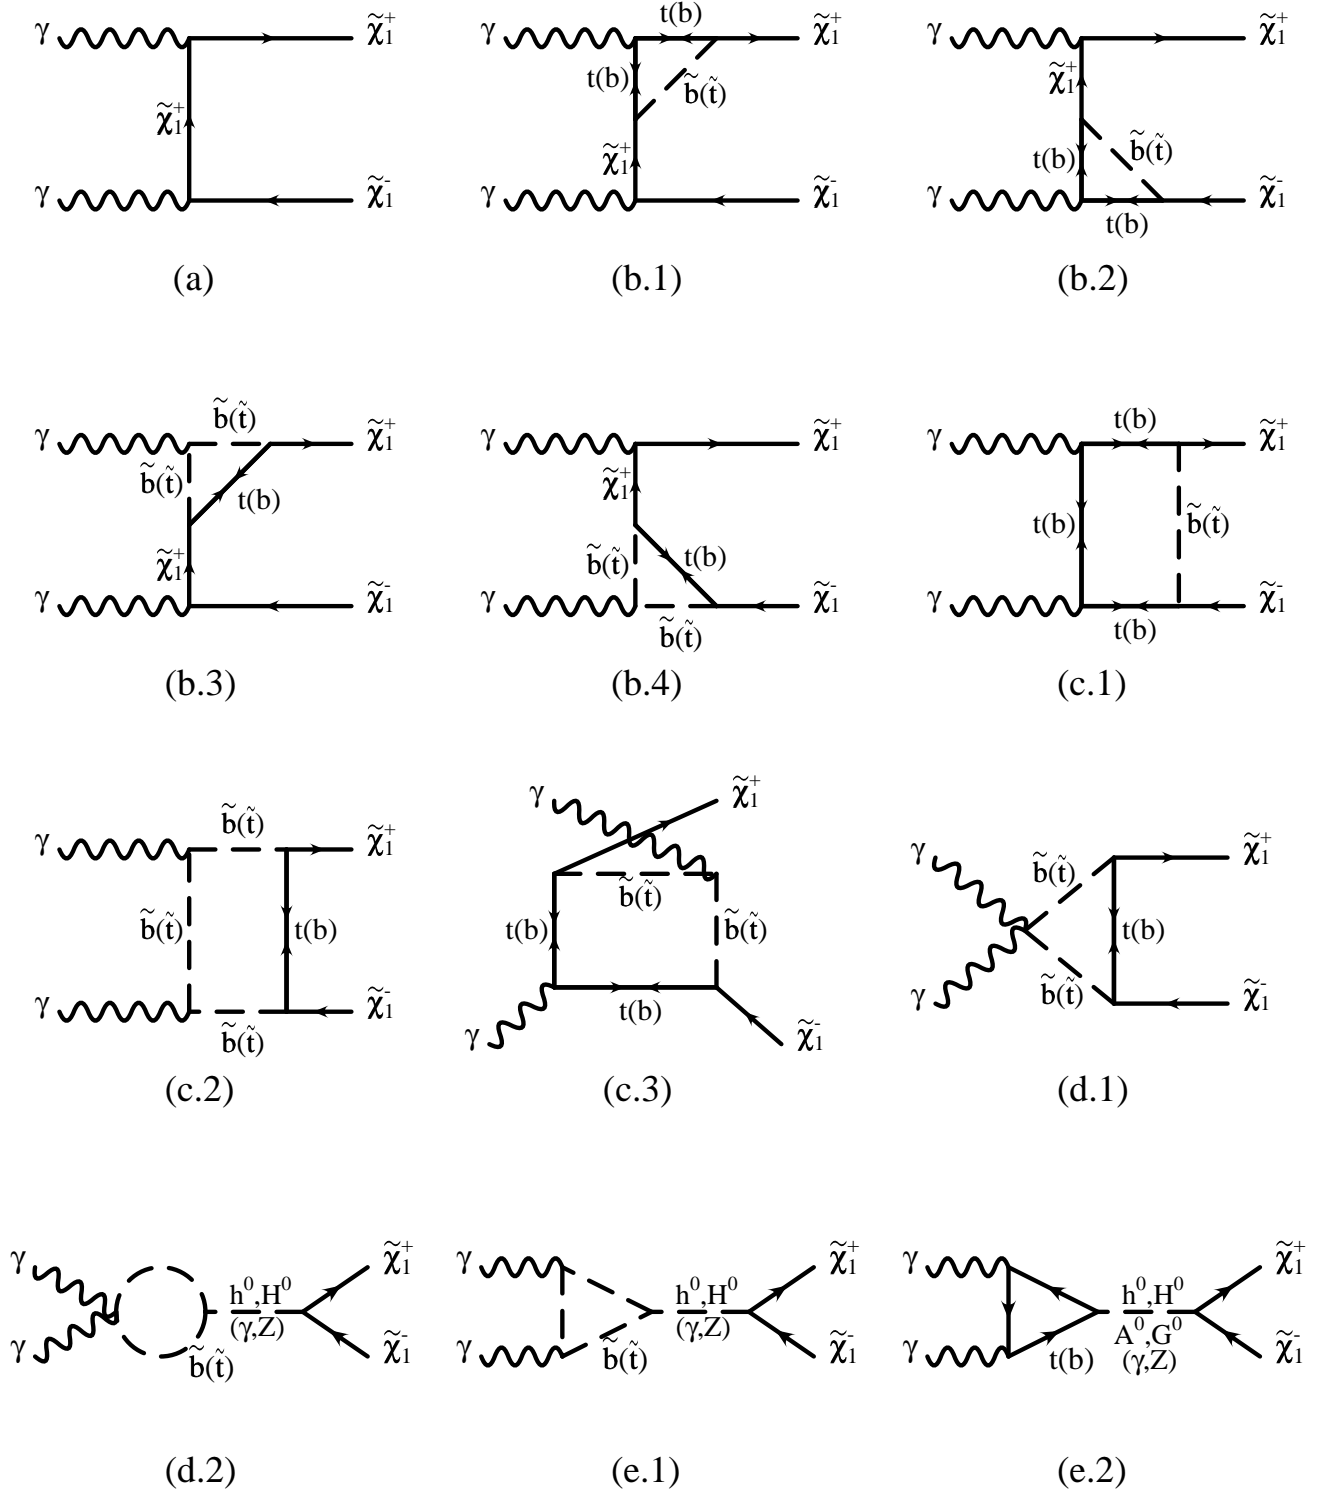 γ χ̃₁⁺ t(b) γ χ̃₁⁺ γ χ̃₁⁺
t(b) b̃(t̃) χ̃₁⁺
χ̃₁⁺ χ̃₁⁺ t(b) b̃(t̃)
γ χ̃₁⁻ γ χ̃₁⁻ γ t(b) χ̃₁⁻
(a) (b.1) (b.2)
γ b̃(t̃) χ̃₁⁺ γ χ̃₁⁺ γ t(b) χ̃₁⁺
b̃(t̃) t(b) χ̃₁⁺ t(b) b̃(t̃)
χ̃₁⁺ b̃(t̃) t(b)
γ χ̃₁⁻ γ b̃(t̃) χ̃₁⁻ γ t(b) χ̃₁⁻
(b.3) (b.4) (c.1)
γ b̃(t̃) χ̃₁⁺ γ χ̃₁⁺ γ b̃(t̃) χ̃₁⁺
b̃(t̃) t(b) b̃(t̃) t(b) b̃(t̃) t(b)
γ b̃(t̃) χ̃₁⁻ γ t(b) χ̃₁⁻ γ b̃(t̃) χ̃₁⁻
(c.2) (c.3) (d.1)
γ χ̃₁⁺ γ χ̃₁⁺ γ χ̃₁⁺
h⁰,H⁰ h⁰,H⁰ h⁰,H⁰
(γ,Z) (γ,Z) A⁰,G⁰
γ b̃(t̃) χ̃₁⁻ γ b̃(t̃) χ̃₁⁻ γ t(b) (γ,Z) χ̃₁⁻
(d.2) (e.1) (e.2)